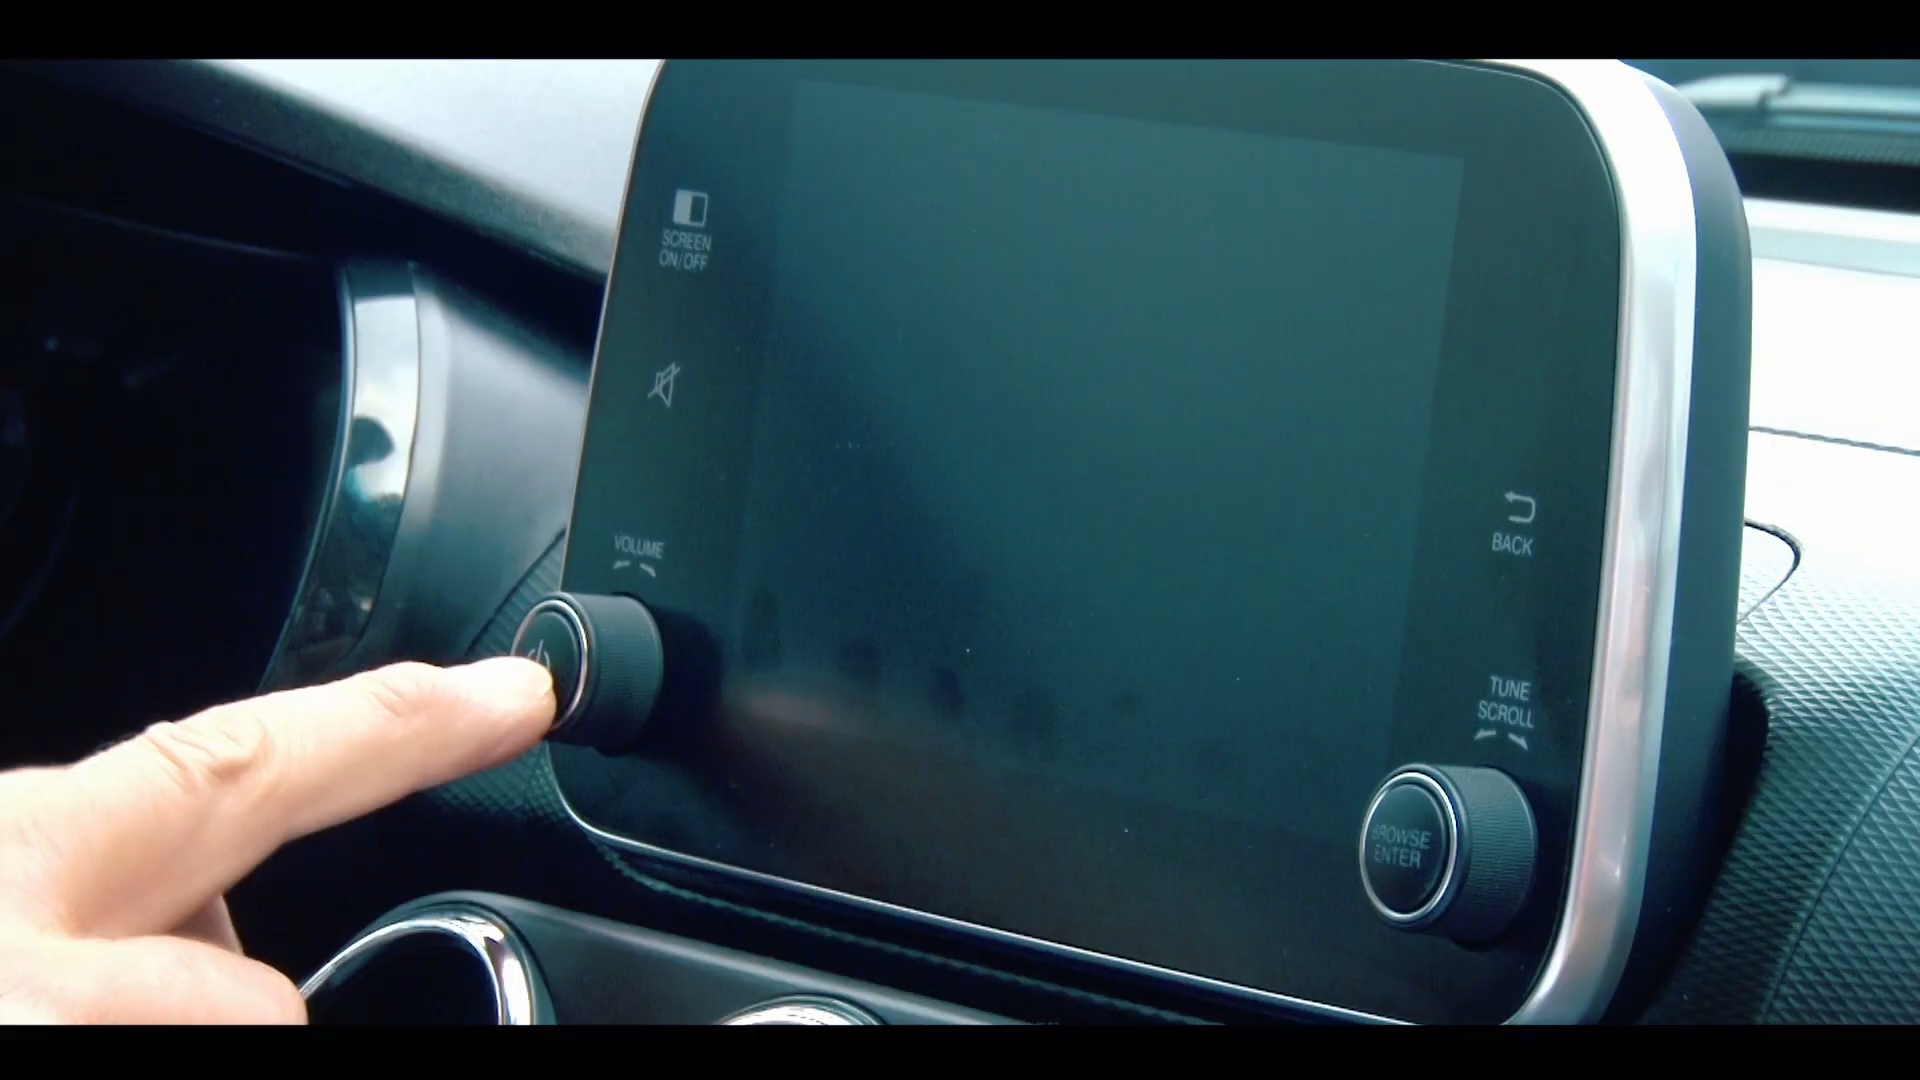 SCREEN
ON/OFF
VOLUME
BACK
TUNE
SCROLL
BROWSE
ENTER